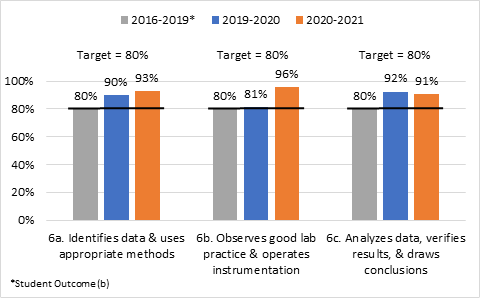 2016-2019* 2019-2020 2020-2021
Target = 80% Target = 80% Target = 80%
100%
80%
60%
40%
20%
0%
80% 90% 93% 80% 81% 96% 80% 92% 91%
6a. Identifies data & uses appropriate methods
6b. Observes good lab practice & operates instrumentation
6c. Analyzes data, verifies results, & draws conclusions
*Student Outcome (b)